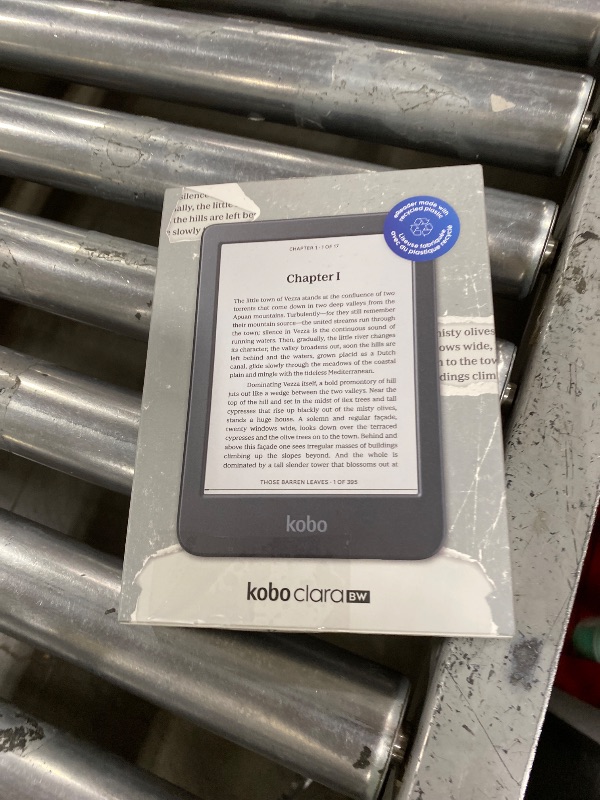 silence
ally, the little
the hills are left be
slowly
eReader made with
recycled plastic
Liseuse fabriquée
avec du plastique recyclé
CHAPTER 1 · 1 OF 17
Chapter I
The little town of Vezza stands at the confluence of two
torrents that come down in two deep valleys from the
Apuan mountains. Turbulently—for they still remember
their mountain source—the united streams run through
the town; silence in Vezza is the continuous sound of
running waters. Then, gradually, the little river changes
its character; the valley broadens out, soon the hills are
left behind and the waters, grown placid as a Dutch
canal, glide slowly through the meadows of the coastal
plain and mingle with the tideless Mediterranean.
Dominating Vezza itself, a bold promontory of hill
juts out like a wedge between the two valleys. Near the
top of the hill and set in the midst of ilex trees and tall
cypresses that rise up blackly out of the misty olives,
stands a huge house. A solemn and regular façade,
twenty windows wide, looks down over the terraced
cypresses and the olive trees on to the town. Behind and
above this façade one sees irregular masses of buildings
climbing up the slopes beyond. And the whole is
dominated by a tall slender tower that blossoms out at
THOSE BARREN LEAVES · 1 OF 395
misty olives
ows wide,
n to the tow
dings clim
kobo
kobo clara BW